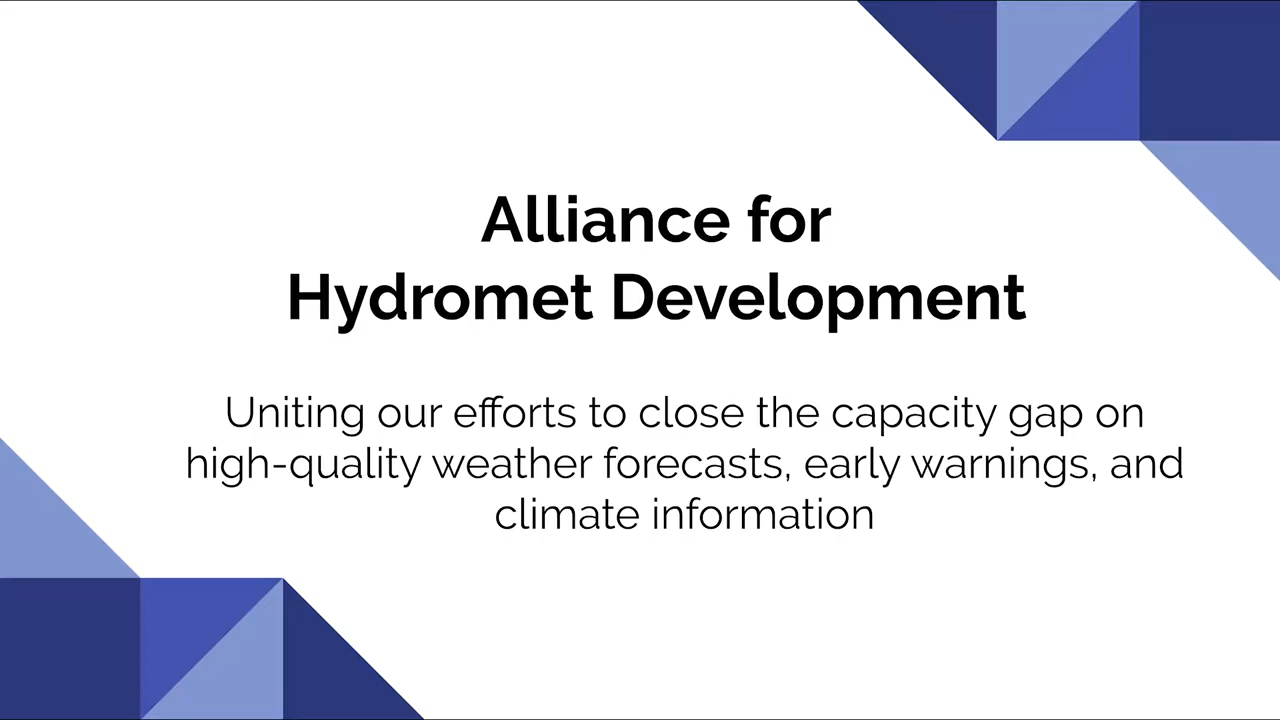 Alliance for
Hydromet Development
Uniting our efforts to close the capacity gap on
high-quality weather forecasts, early warnings, and
climate information